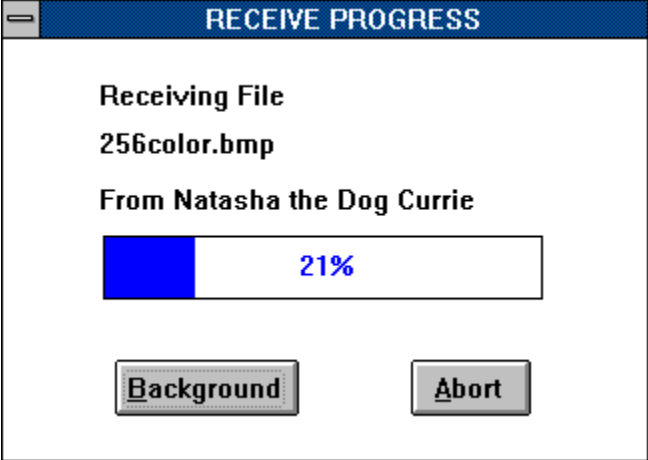 RECEIVE PROGRESS
Receiving File
256color.bmp
From Natasha the Dog Currie
21%
Background
Abort